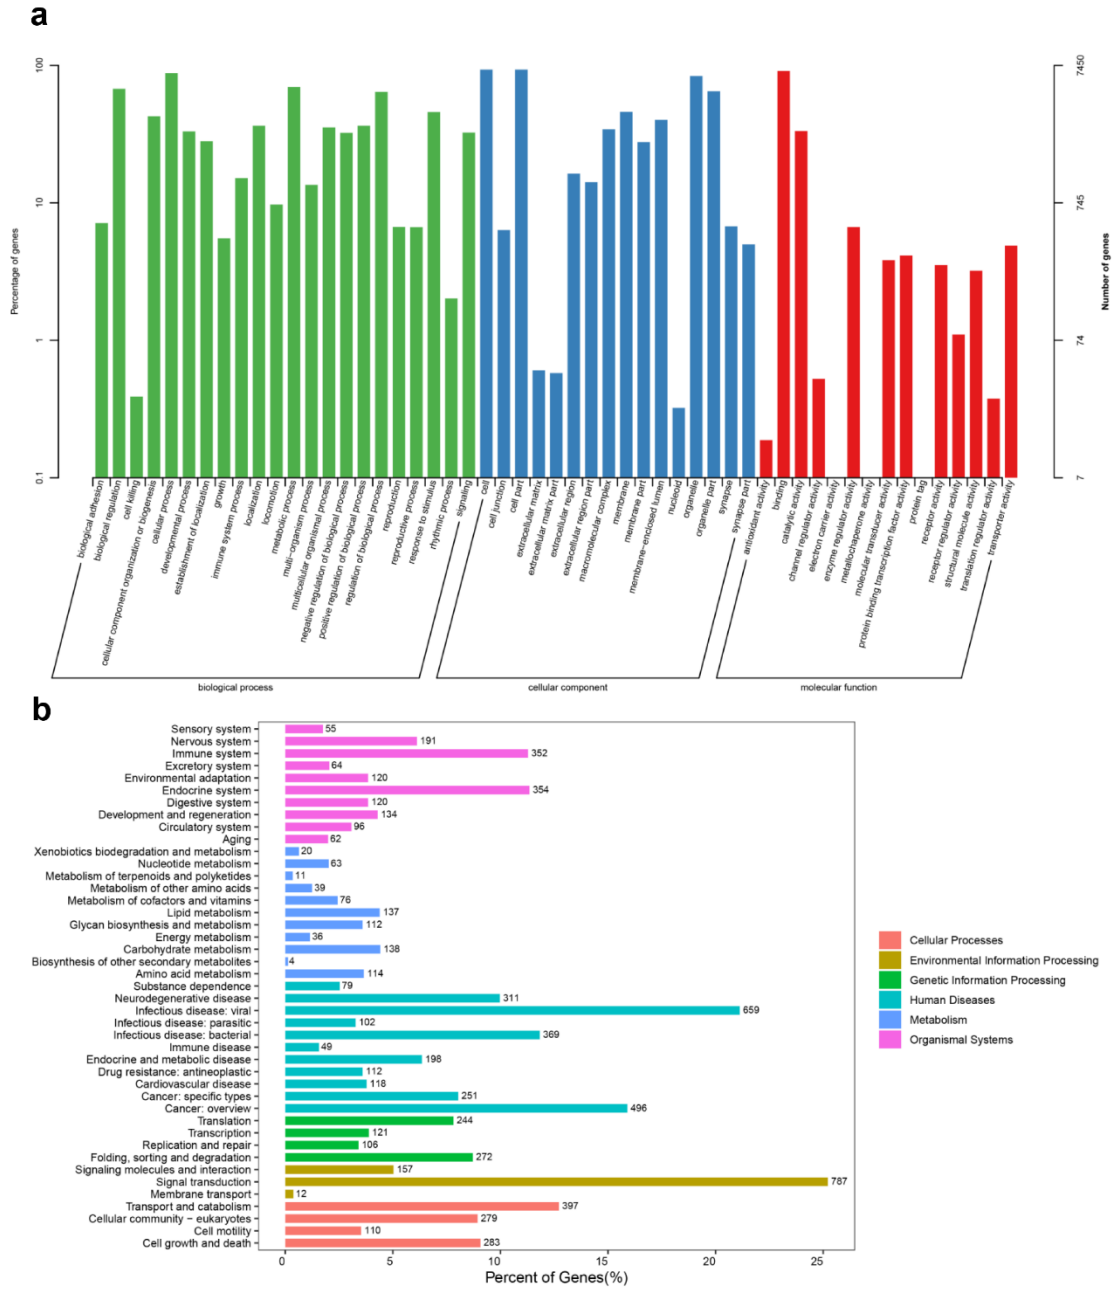 a
100
10
1
0.1
Percentage of genes
7450
745
74
7
Number of genes
biological adhesion
biological regulation
cell killing
cellular component organization or biogenesis
cellular process
developmental process
establishment of localization
growth
immune system process
localization
locomotion
metabolic process
multi−organism process
multicellular organismal process
negative regulation of biological process
positive regulation of biological process
regulation of biological process
reproduction
reproductive process
response to stimulus
rhythmic process
signaling
cell
cell junction
cell part
extracellular matrix
extracellular matrix part
extracellular region
extracellular region part
macromolecular complex
membrane
membrane part
membrane−enclosed lumen
nucleoid
organelle
organelle part
synapse
synapse part
antioxidant activity
binding
catalytic activity
channel regulator activity
electron carrier activity
enzyme regulator activity
metallochaperone activity
molecular transducer activity
protein binding transcription factor activity
protein tag
receptor activity
receptor regulator activity
structural molecule activity
translation regulator activity
transporter activity
biological process
cellular component
molecular function
b
Sensory system 55
Nervous system 191
Immune system 352
Excretory system 64
Environmental adaptation 120
Endocrine system 354
Digestive system 120
Development and regeneration 134
Circulatory system 96
Aging 62
Xenobiotics biodegradation and metabolism 20
Nucleotide metabolism 63
Metabolism of terpenoids and polyketides 11
Metabolism of other amino acids 39
Metabolism of cofactors and vitamins 76
Lipid metabolism 137
Glycan biosynthesis and metabolism 112
Energy metabolism 36
Carbohydrate metabolism 138
Biosynthesis of other secondary metabolites 4
Amino acid metabolism 114
Substance dependence 79
Neurodegenerative disease 311
Infectious disease: viral 659
Infectious disease: parasitic 102
Infectious disease: bacterial 369
Immune disease 49
Endocrine and metabolic disease 198
Drug resistance: antineoplastic 112
Cardiovascular disease 118
Cancer: specific types 251
Cancer: overview 496
Translation 244
Transcription 121
Replication and repair 106
Folding, sorting and degradation 272
Signaling molecules and interaction 157
Signal transduction 787
Membrane transport 12
Transport and catabolism 397
Cellular community − eukaryotes 279
Cell motility 110
Cell growth and death 283
0 5 10 15 20 25
Percent of Genes(%)
Cellular Processes
Environmental Information Processing
Genetic Information Processing
Human Diseases
Metabolism
Organismal Systems